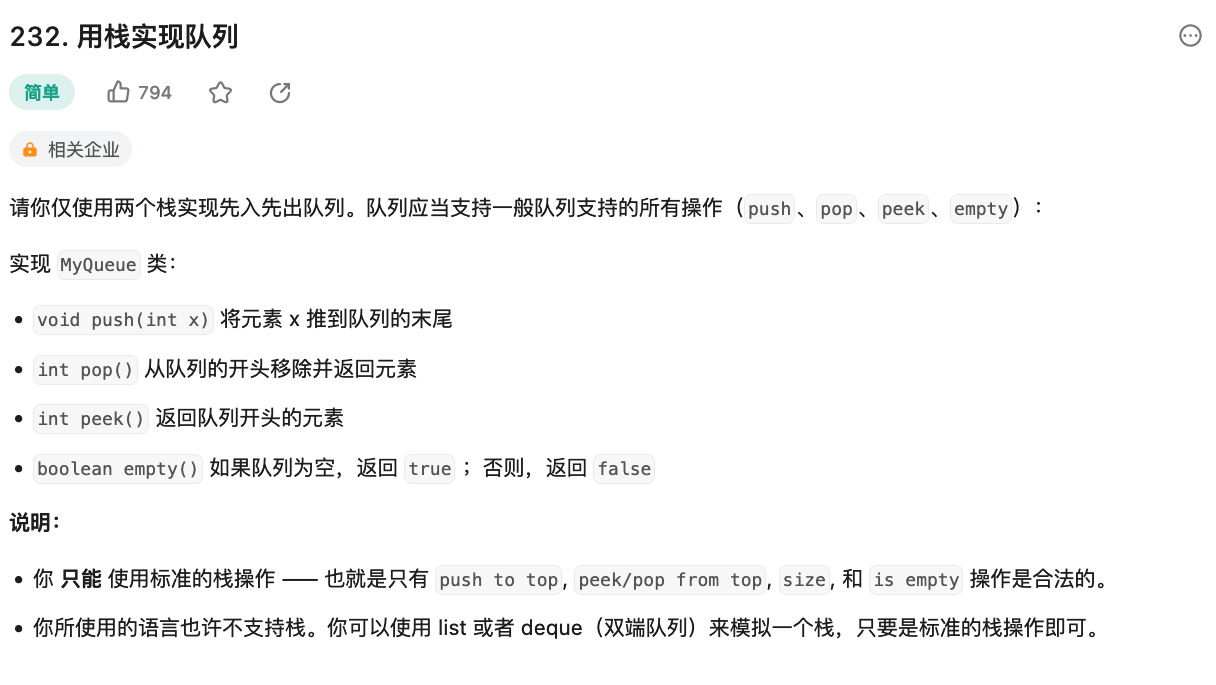 232. 用栈实现队列
简单 794
相关企业
请你仅使用两个栈实现先入先出队列。队列应当支持一般队列支持的所有操作（push、pop、peek、empty）：
实现 MyQueue 类：
• void push(int x) 将元素 x 推到队列的末尾
• int pop() 从队列的开头移除并返回元素
• int peek() 返回队列开头的元素
• boolean empty() 如果队列为空，返回 true ；否则，返回 false
说明：
• 你 只能 使用标准的栈操作 —— 也就是只有 push to top, peek/pop from top, size, 和 is empty 操作是合法的。
• 你所使用的语言也许不支持栈。你可以使用 list 或者 deque（双端队列）来模拟一个栈，只要是标准的栈操作即可。